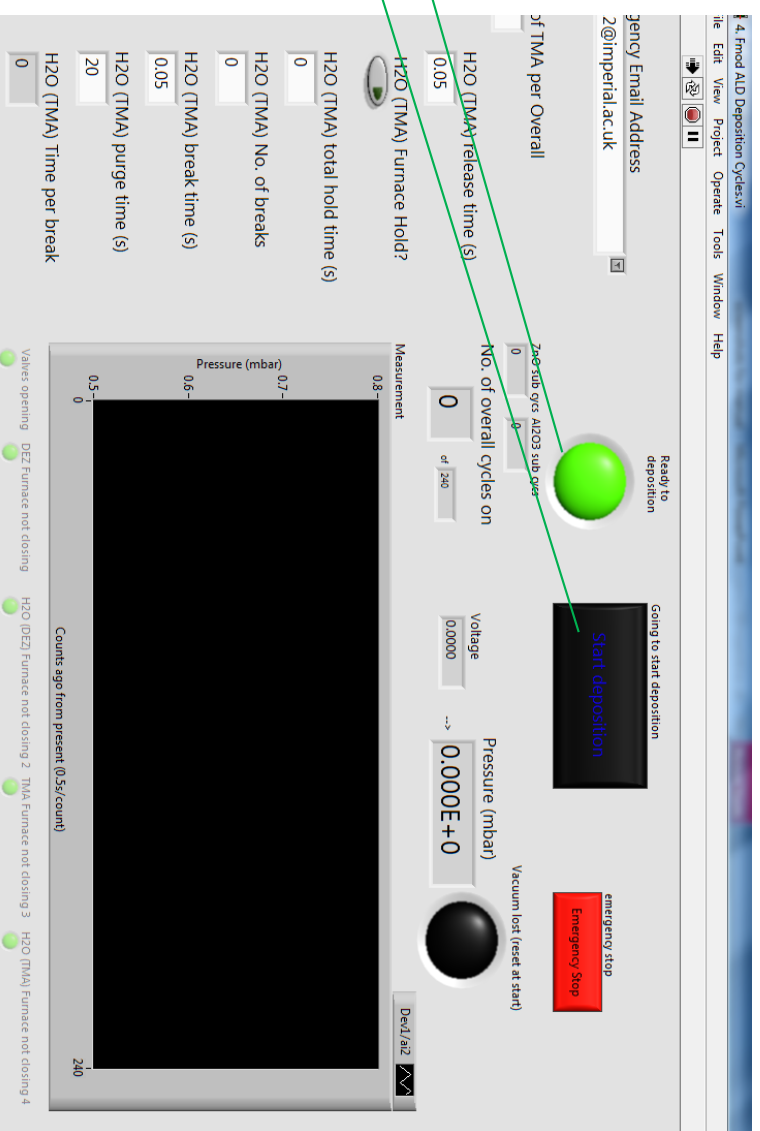 4. Fmod ALD Deposition Cycles.vi
ile Edit View Project Operate Tools Window Help
gency Email Address
2@imperial.ac.uk
of TMA per Overall
H2O (TMA) release time (s)
0.05
H2O (TMA) Furnace Hold?
H2O (TMA) total hold time (s)
0
H2O (TMA) No. of breaks
0
H2O (TMA) break time (s)
0.05
H2O (TMA) purge time (s)
20
H2O (TMA) Time per break
0
Ready to
deposition
Going to start deposition
Start deposition
emergency stop
Emergency Stop
ZnO sub cycs Al2O3 sub cycs
0 0
No. of overall cycles on
0 of 240
Voltage
0.0000 -->
Pressure (mbar)
0.000E+0
Vacuum lost (reset at start)
Measurement
Dev1/ai2
Pressure (mbar)
0.8
0.7
0.6
0.5
0 240
Counts ago from present (0.5s/count)
Valves opening DEZ Furnace not closing H2O (DEZ) Furnace not closing 2 TMA Furnace not closing 3 H2O (TMA) Furnace not closing 4